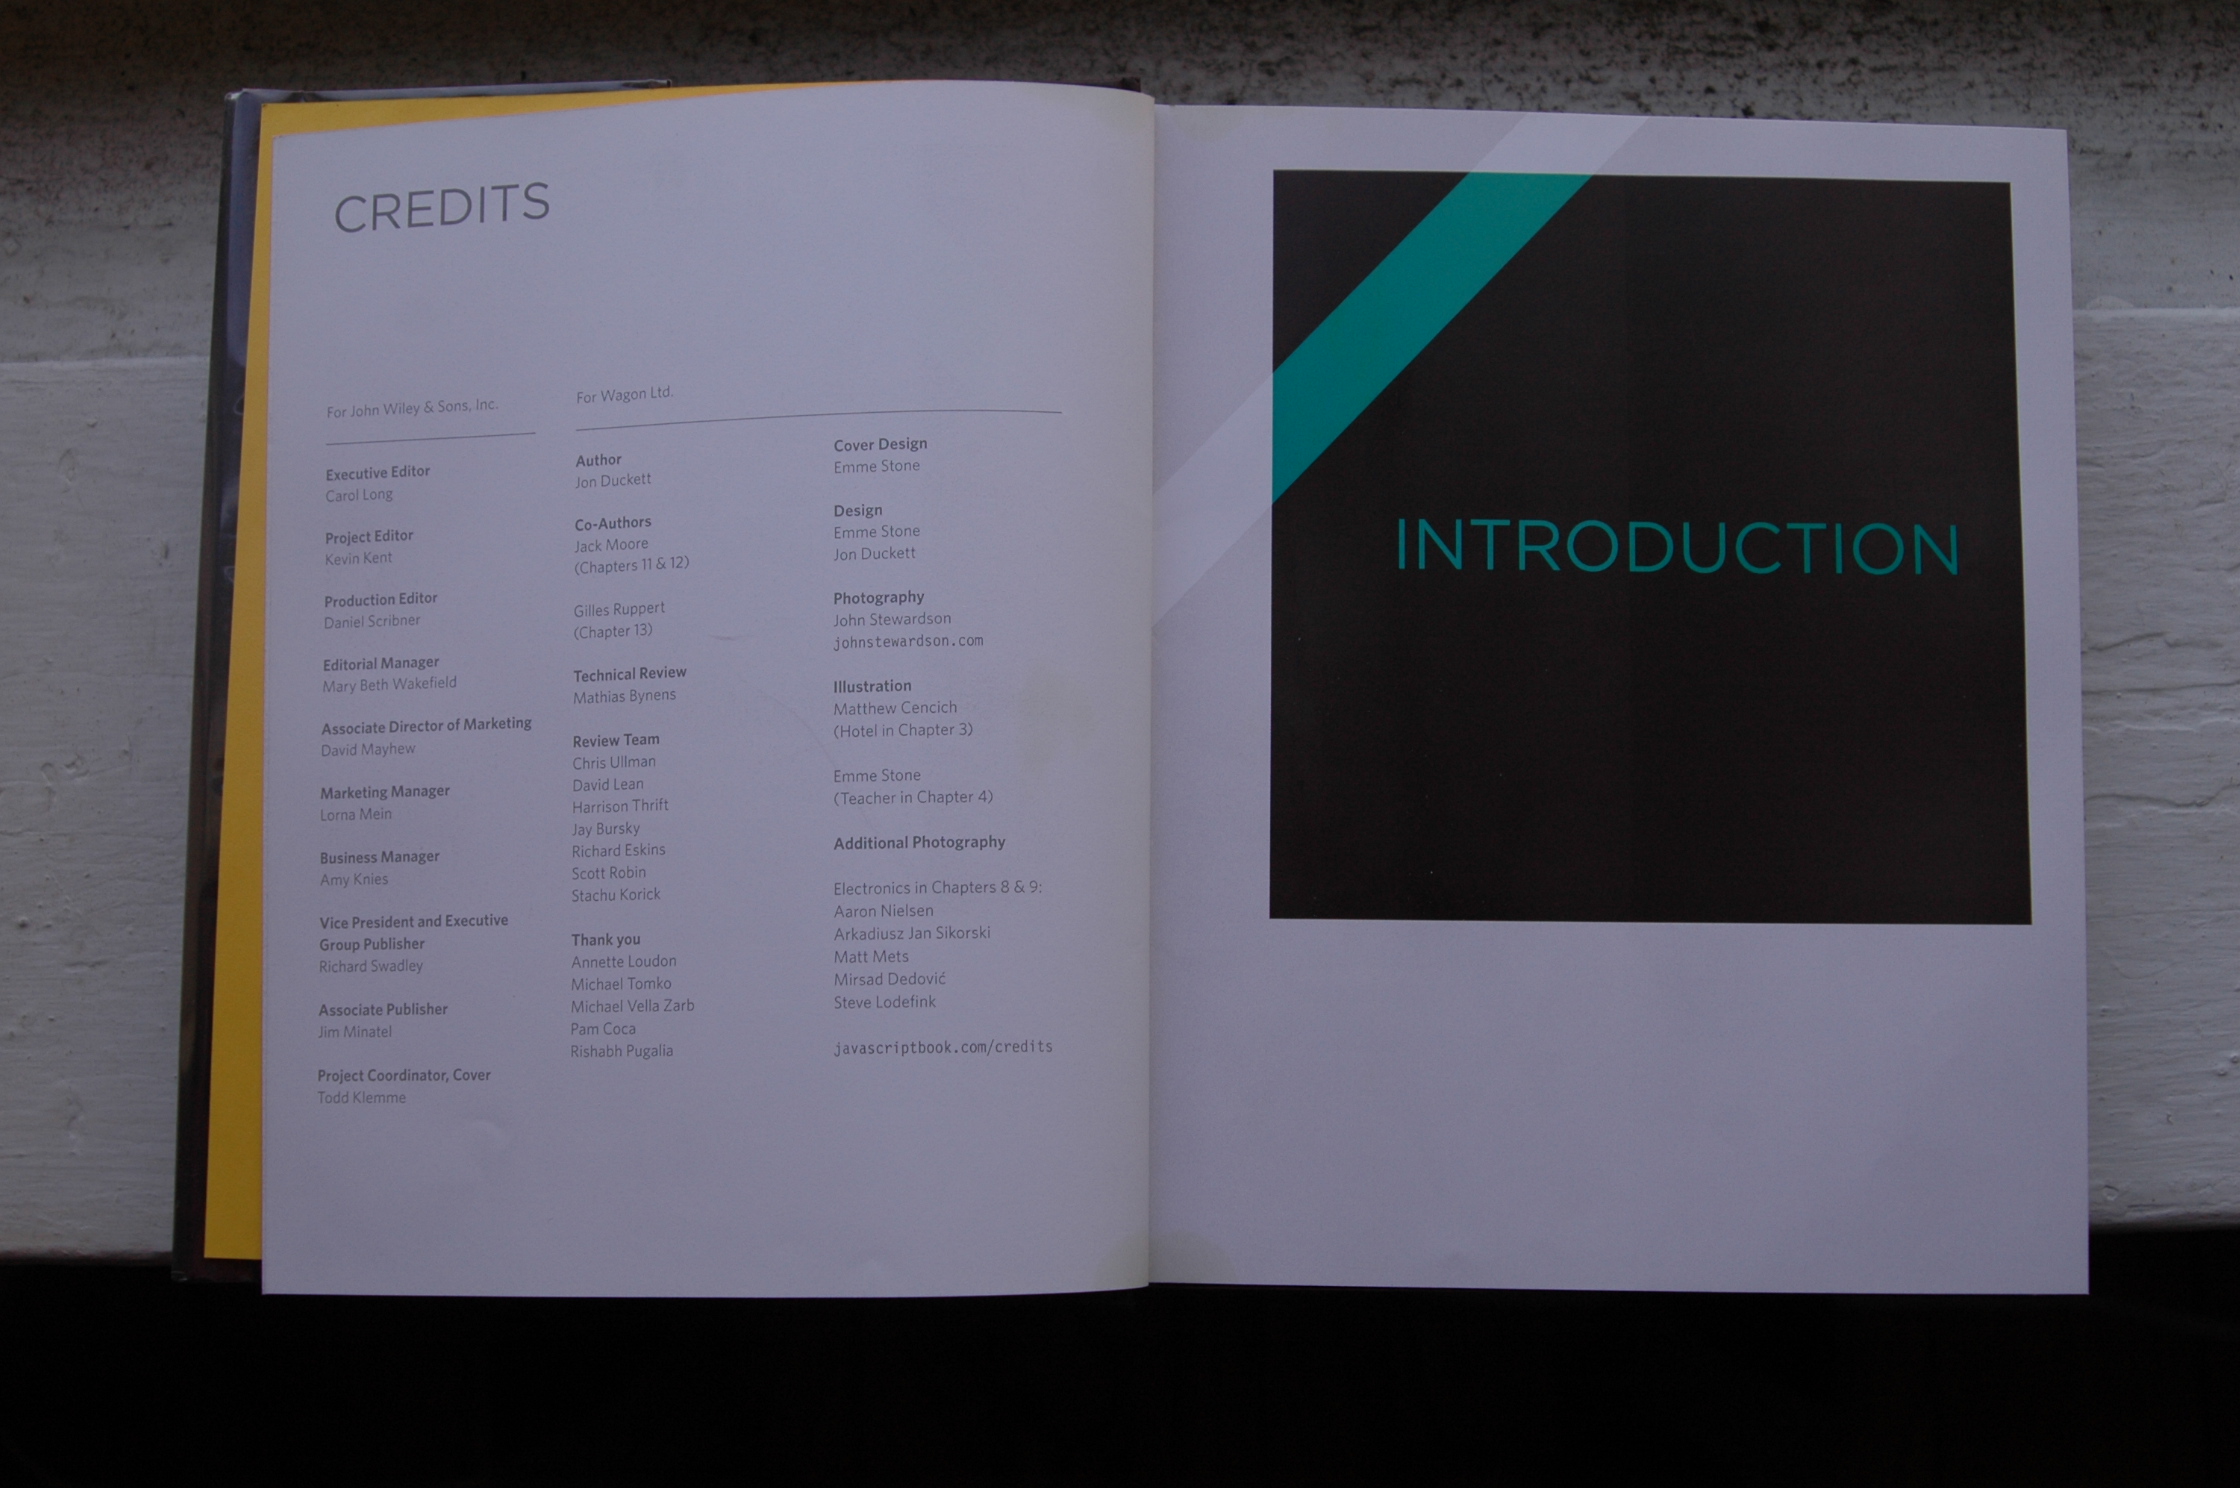 CREDITS
For John Wiley & Sons, Inc.
Executive Editor
Carol Long
Project Editor
Kevin Kent
Production Editor
Daniel Scribner
Editorial Manager
Mary Beth Wakefield
Associate Director of Marketing
David Mayhew
Marketing Manager
Lorna Mein
Business Manager
Amy Knies
Vice President and Executive
Group Publisher
Richard Swadley
Associate Publisher
Jim Minatel
Project Coordinator, Cover
Todd Klemme
For Wagon Ltd.
Author
Jon Duckett
Co-Authors
Jack Moore
(Chapters 11 & 12)
Gilles Ruppert
(Chapter 13)
Technical Review
Mathias Bynens
Review Team
Chris Ullman
David Lean
Harrison Thrift
Jay Bursky
Richard Eskins
Scott Robin
Stachu Korick
Thank you
Annette Loudon
Michael Tomko
Michael Vella Zarb
Pam Coca
Rishabh Pugalia
Cover Design
Emme Stone
Design
Emme Stone
Jon Duckett
Photography
John Stewardson
johnstewardson.com
Illustration
Matthew Cencich
(Hotel in Chapter 3)
Emme Stone
(Teacher in Chapter 4)
Additional Photography
Electronics in Chapters 8 & 9:
Aaron Nielsen
Arkadiusz Jan Sikorski
Matt Mets
Mirsad Dedović
Steve Lodefink
javascriptbook.com/credits
INTRODUCTION